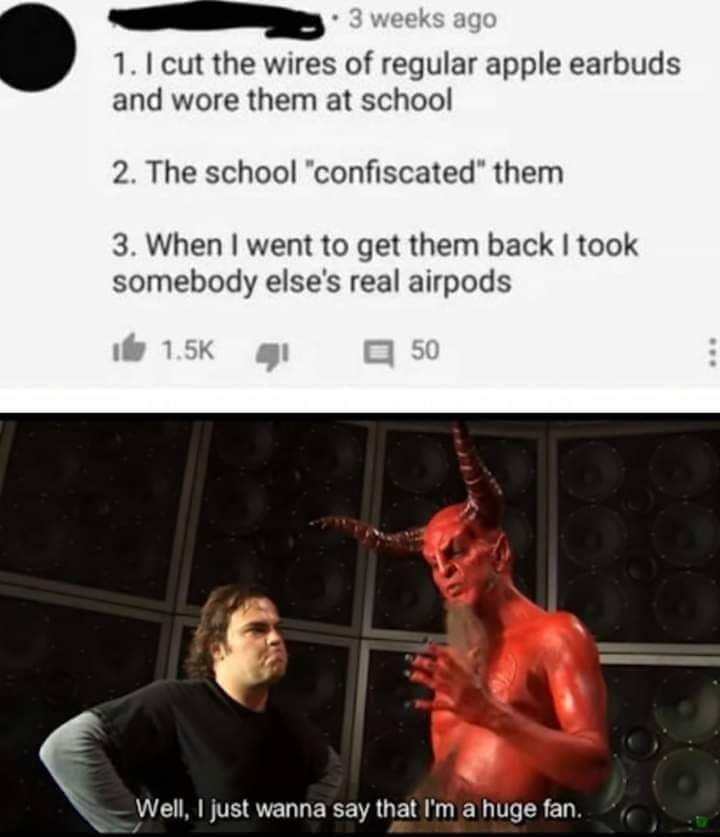 · 3 weeks ago
1. I cut the wires of regular apple earbuds
and wore them at school
2. The school "confiscated" them
3. When I went to get them back I took
somebody else's real airpods
1.5K 50
Well, I just wanna say that I'm a huge fan.